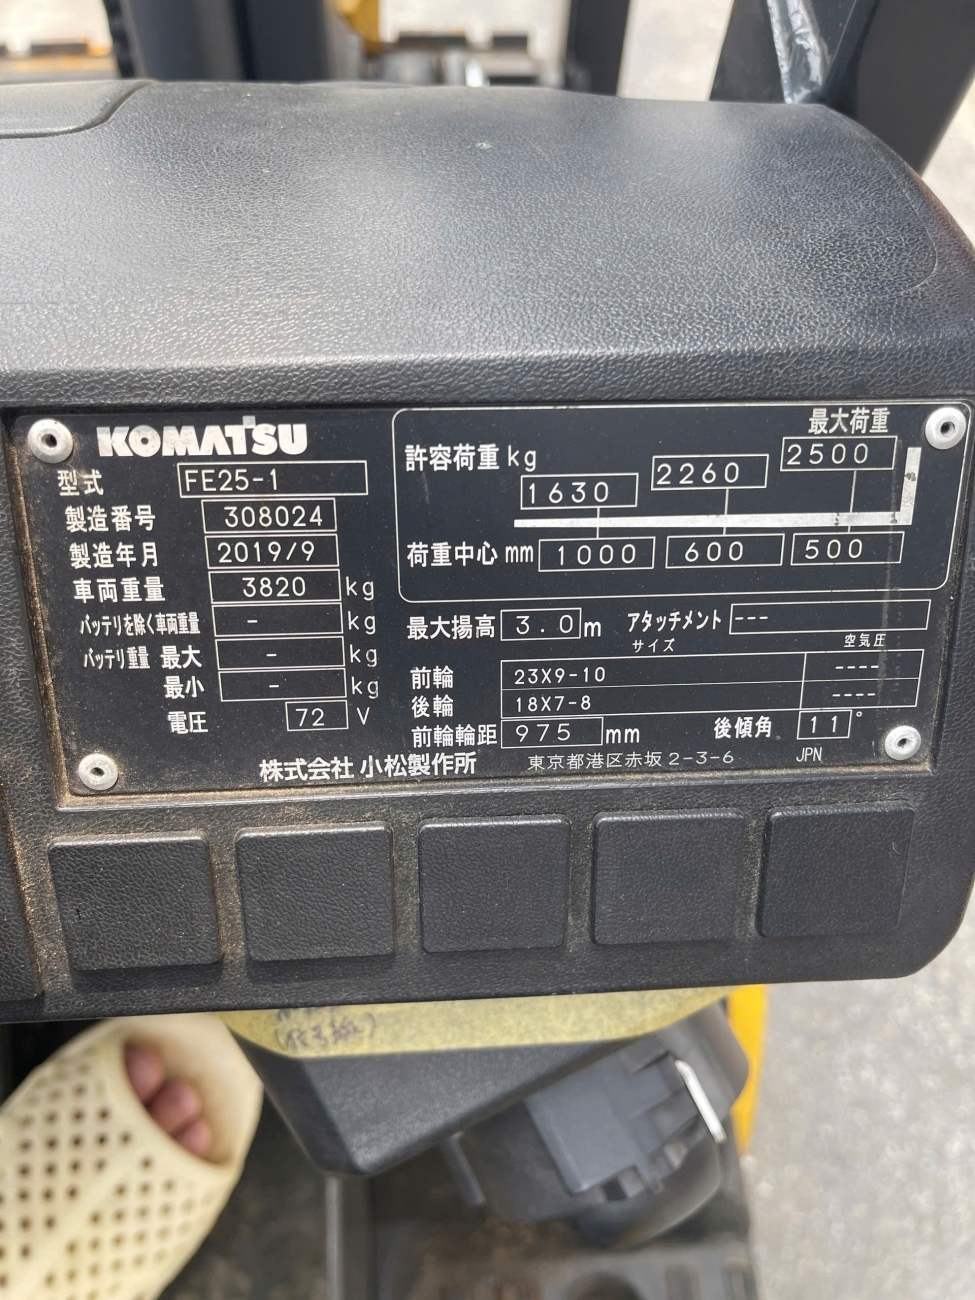 KOMATSU
型式 FE25-1
製造番号 308024
製造年月 2019/9
車両重量 3820 kg
バッテリを除く車両重量 - kg
バッテリ重量 最大 - kg
最小 - kg
電圧 72 V
最大荷重
許容荷重 kg 1630 2260 2500
荷重中心 mm 1000 600 500
最大揚高 3.0 m アタッチメント ---
サイズ 空気圧
前輪 23X9-10 ----
後輪 18X7-8 ----
前輪輪距 975 mm 後傾角 11°
株式会社 小松製作所 東京都港区赤坂2-3-6 JPN